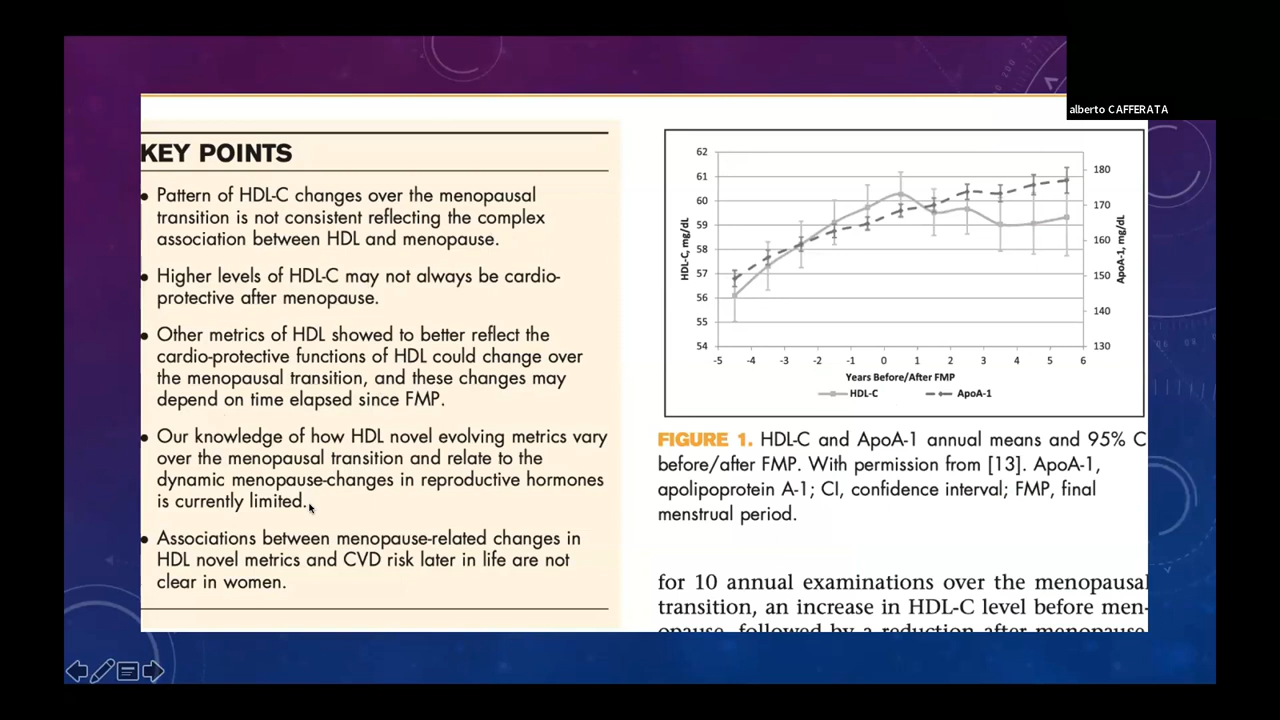 alberto CAFFERATA
KEY POINTS
• Pattern of HDL-C changes over the menopausal
transition is not consistent reflecting the complex
association between HDL and menopause.
• Higher levels of HDL-C may not always be cardio-
protective after menopause.
• Other metrics of HDL showed to better reflect the
cardio-protective functions of HDL could change over
the menopausal transition, and these changes may
depend on time elapsed since FMP.
• Our knowledge of how HDL novel evolving metrics vary
over the menopausal transition and relate to the
dynamic menopause-changes in reproductive hormones
is currently limited.
• Associations between menopause-related changes in
HDL novel metrics and CVD risk later in life are not
clear in women.
62
61
60
59
58
57
56
55
54
HDL-C, mg/dL
180
170
160
150
140
130
ApoA-1, mg/dL
-5 -4 -3 -2 -1 0 1 2 3 4 5 6
Years Before/After FMP
HDL-C ApoA-1
FIGURE 1. HDL-C and ApoA-1 annual means and 95% C
before/after FMP. With permission from [13]. ApoA-1,
apolipoprotein A-1; CI, confidence interval; FMP, final
menstrual period.
for 10 annual examinations over the menopausal
transition, an increase in HDL-C level before men-
opause, followed by a reduction after menopause